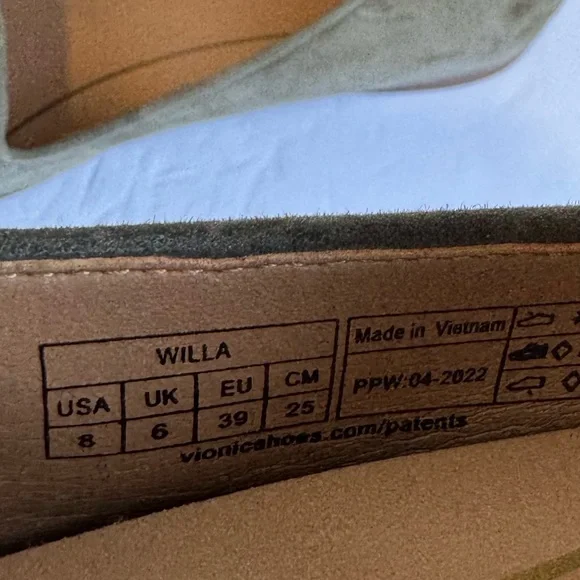 WILLA
USA UK EU CM
8 6 39 25
Made in Vietnam
PPW:04-2022
vionicshoes.com/patents